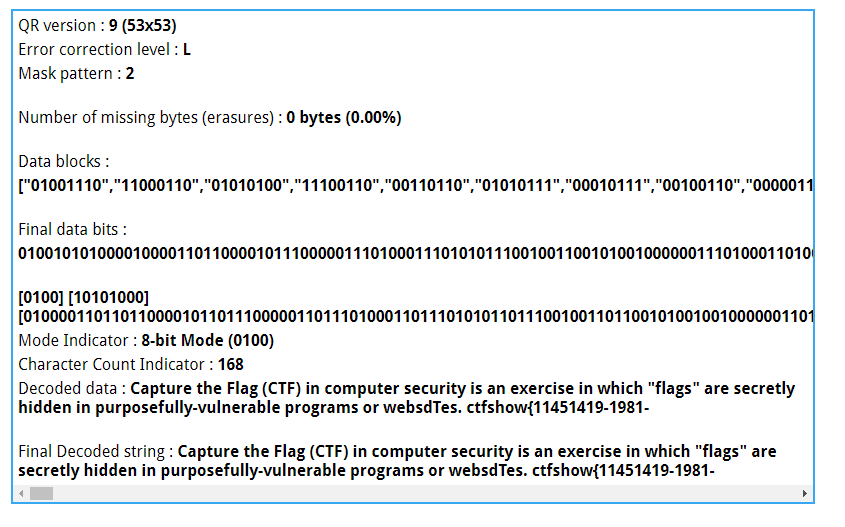 QR version : 9 (53x53)
Error correction level : L
Mask pattern : 2
Number of missing bytes (erasures) : 0 bytes (0.00%)
Data blocks :
["01001110","11000110","01010100","11100110","00110110","01010111","00010111","00100110","0000011
Final data bits :
0100101010000100001101100001011100000111010001110101011100100110010100100000011101000110100
[0100] [10101000]
[010000110110110000101101110000011011101000110111010101101110010011011001010010010000001101
Mode Indicator : 8-bit Mode (0100)
Character Count Indicator : 168
Decoded data : Capture the Flag (CTF) in computer security is an exercise in which "flags" are secretly
hidden in purposefully-vulnerable programs or websdTes. ctfshow{11451419-1981-
Final Decoded string : Capture the Flag (CTF) in computer security is an exercise in which "flags" are
secretly hidden in purposefully-vulnerable programs or websdTes. ctfshow{11451419-1981-